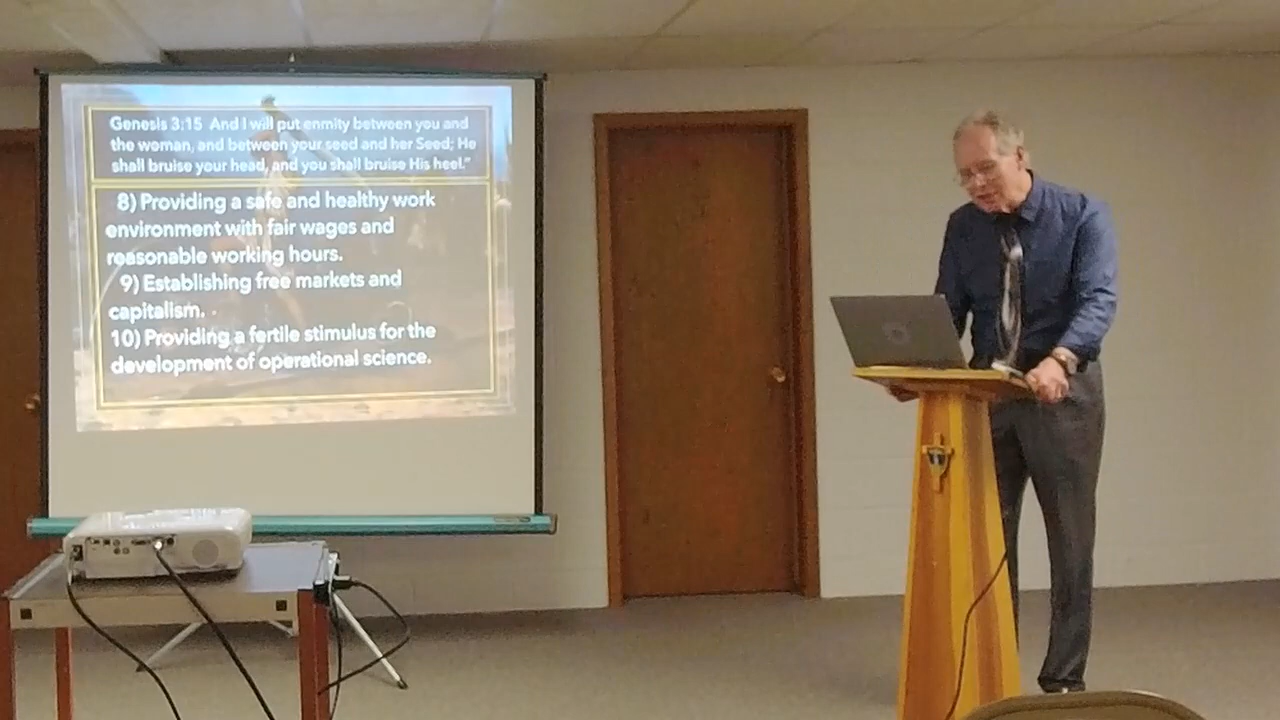 Genesis 3:15 And I will put enmity between you and
the woman, and between your seed and her Seed; He
shall bruise your head, and you shall bruise His heel."
8) Providing a safe and healthy work
environment with fair wages and
reasonable working hours.
9) Establishing free markets and
capitalism.
10) Providing a fertile stimulus for the
development of operational science.